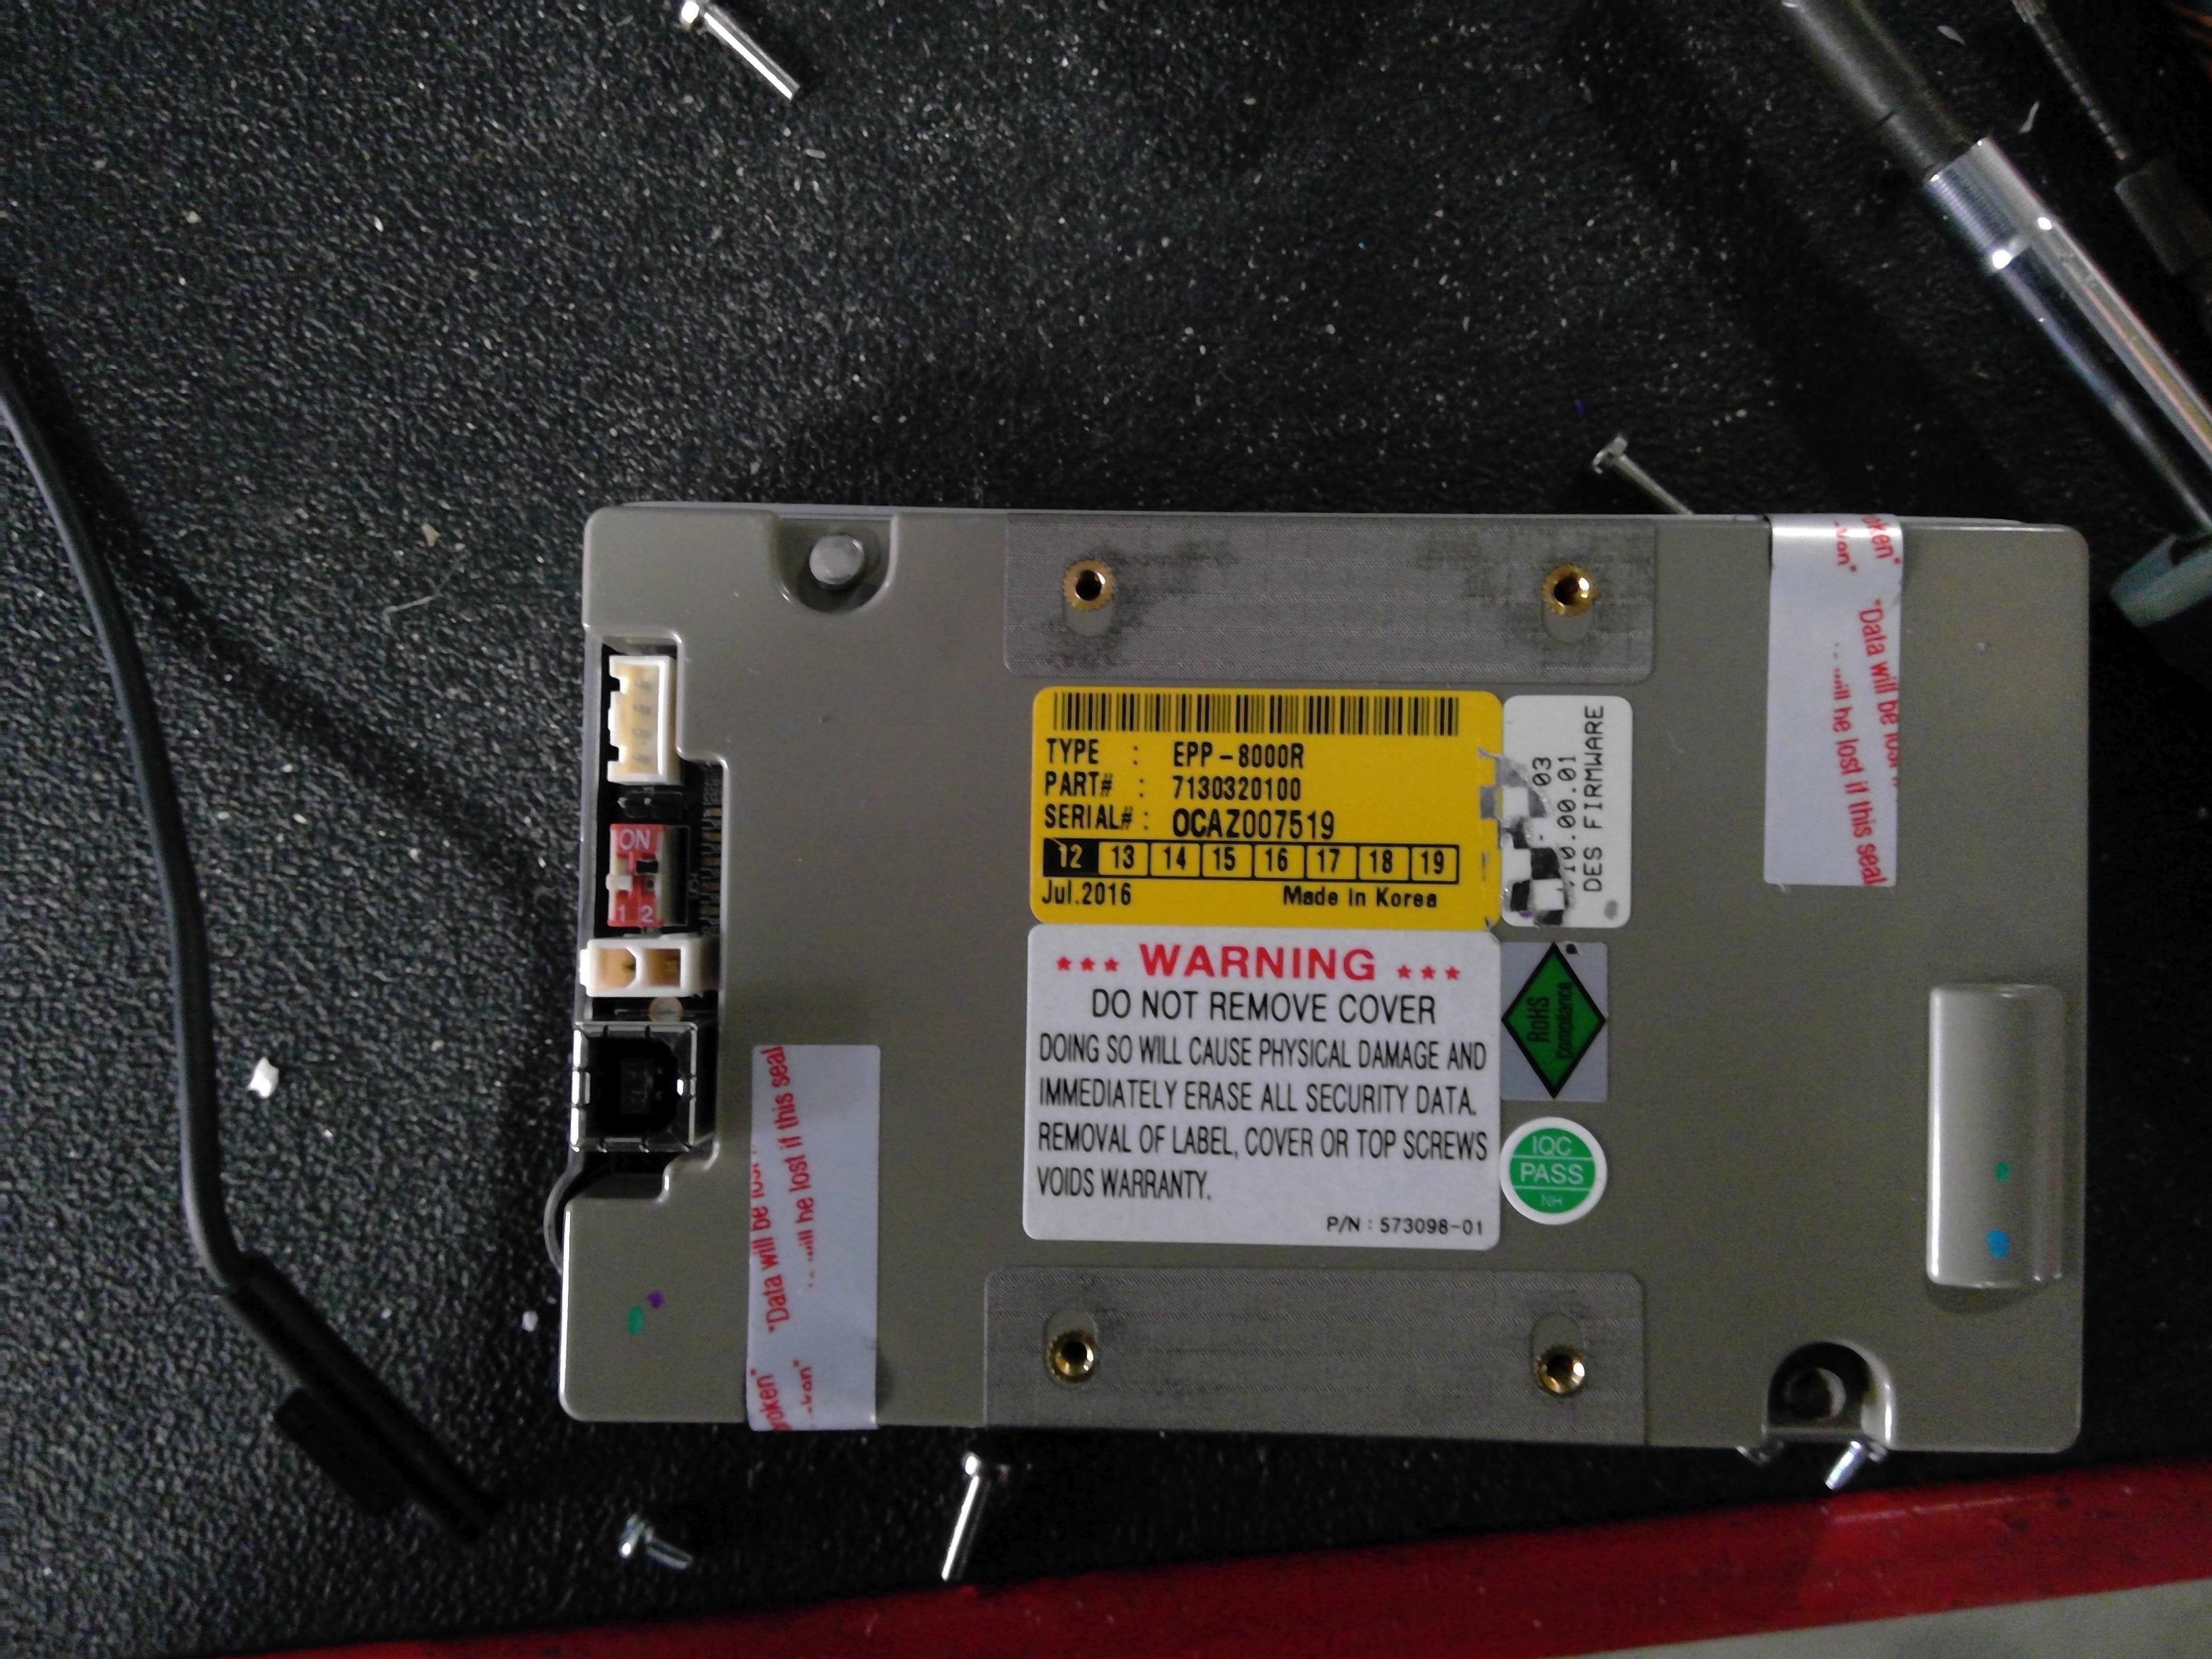 TYPE : EPP-8000R
PART# : 7130320100
SERIAL# : OCAZ007519
12 13 14 15 16 17 18 19
Jul.2016 Made in Korea
03
V10.00.01
DES FIRMWARE
*** WARNING ***
DO NOT REMOVE COVER
DOING SO WILL CAUSE PHYSICAL DAMAGE AND
IMMEDIATELY ERASE ALL SECURITY DATA.
REMOVAL OF LABEL, COVER OR TOP SCREWS
VOIDS WARRANTY.
P/N : 573098-01
RoHS
compliance
P
IQC
PASS
NH
ON
1 2
oken"
"Data will be
will be lost if this seal
"Data will be
will be lost if this seal
roken"